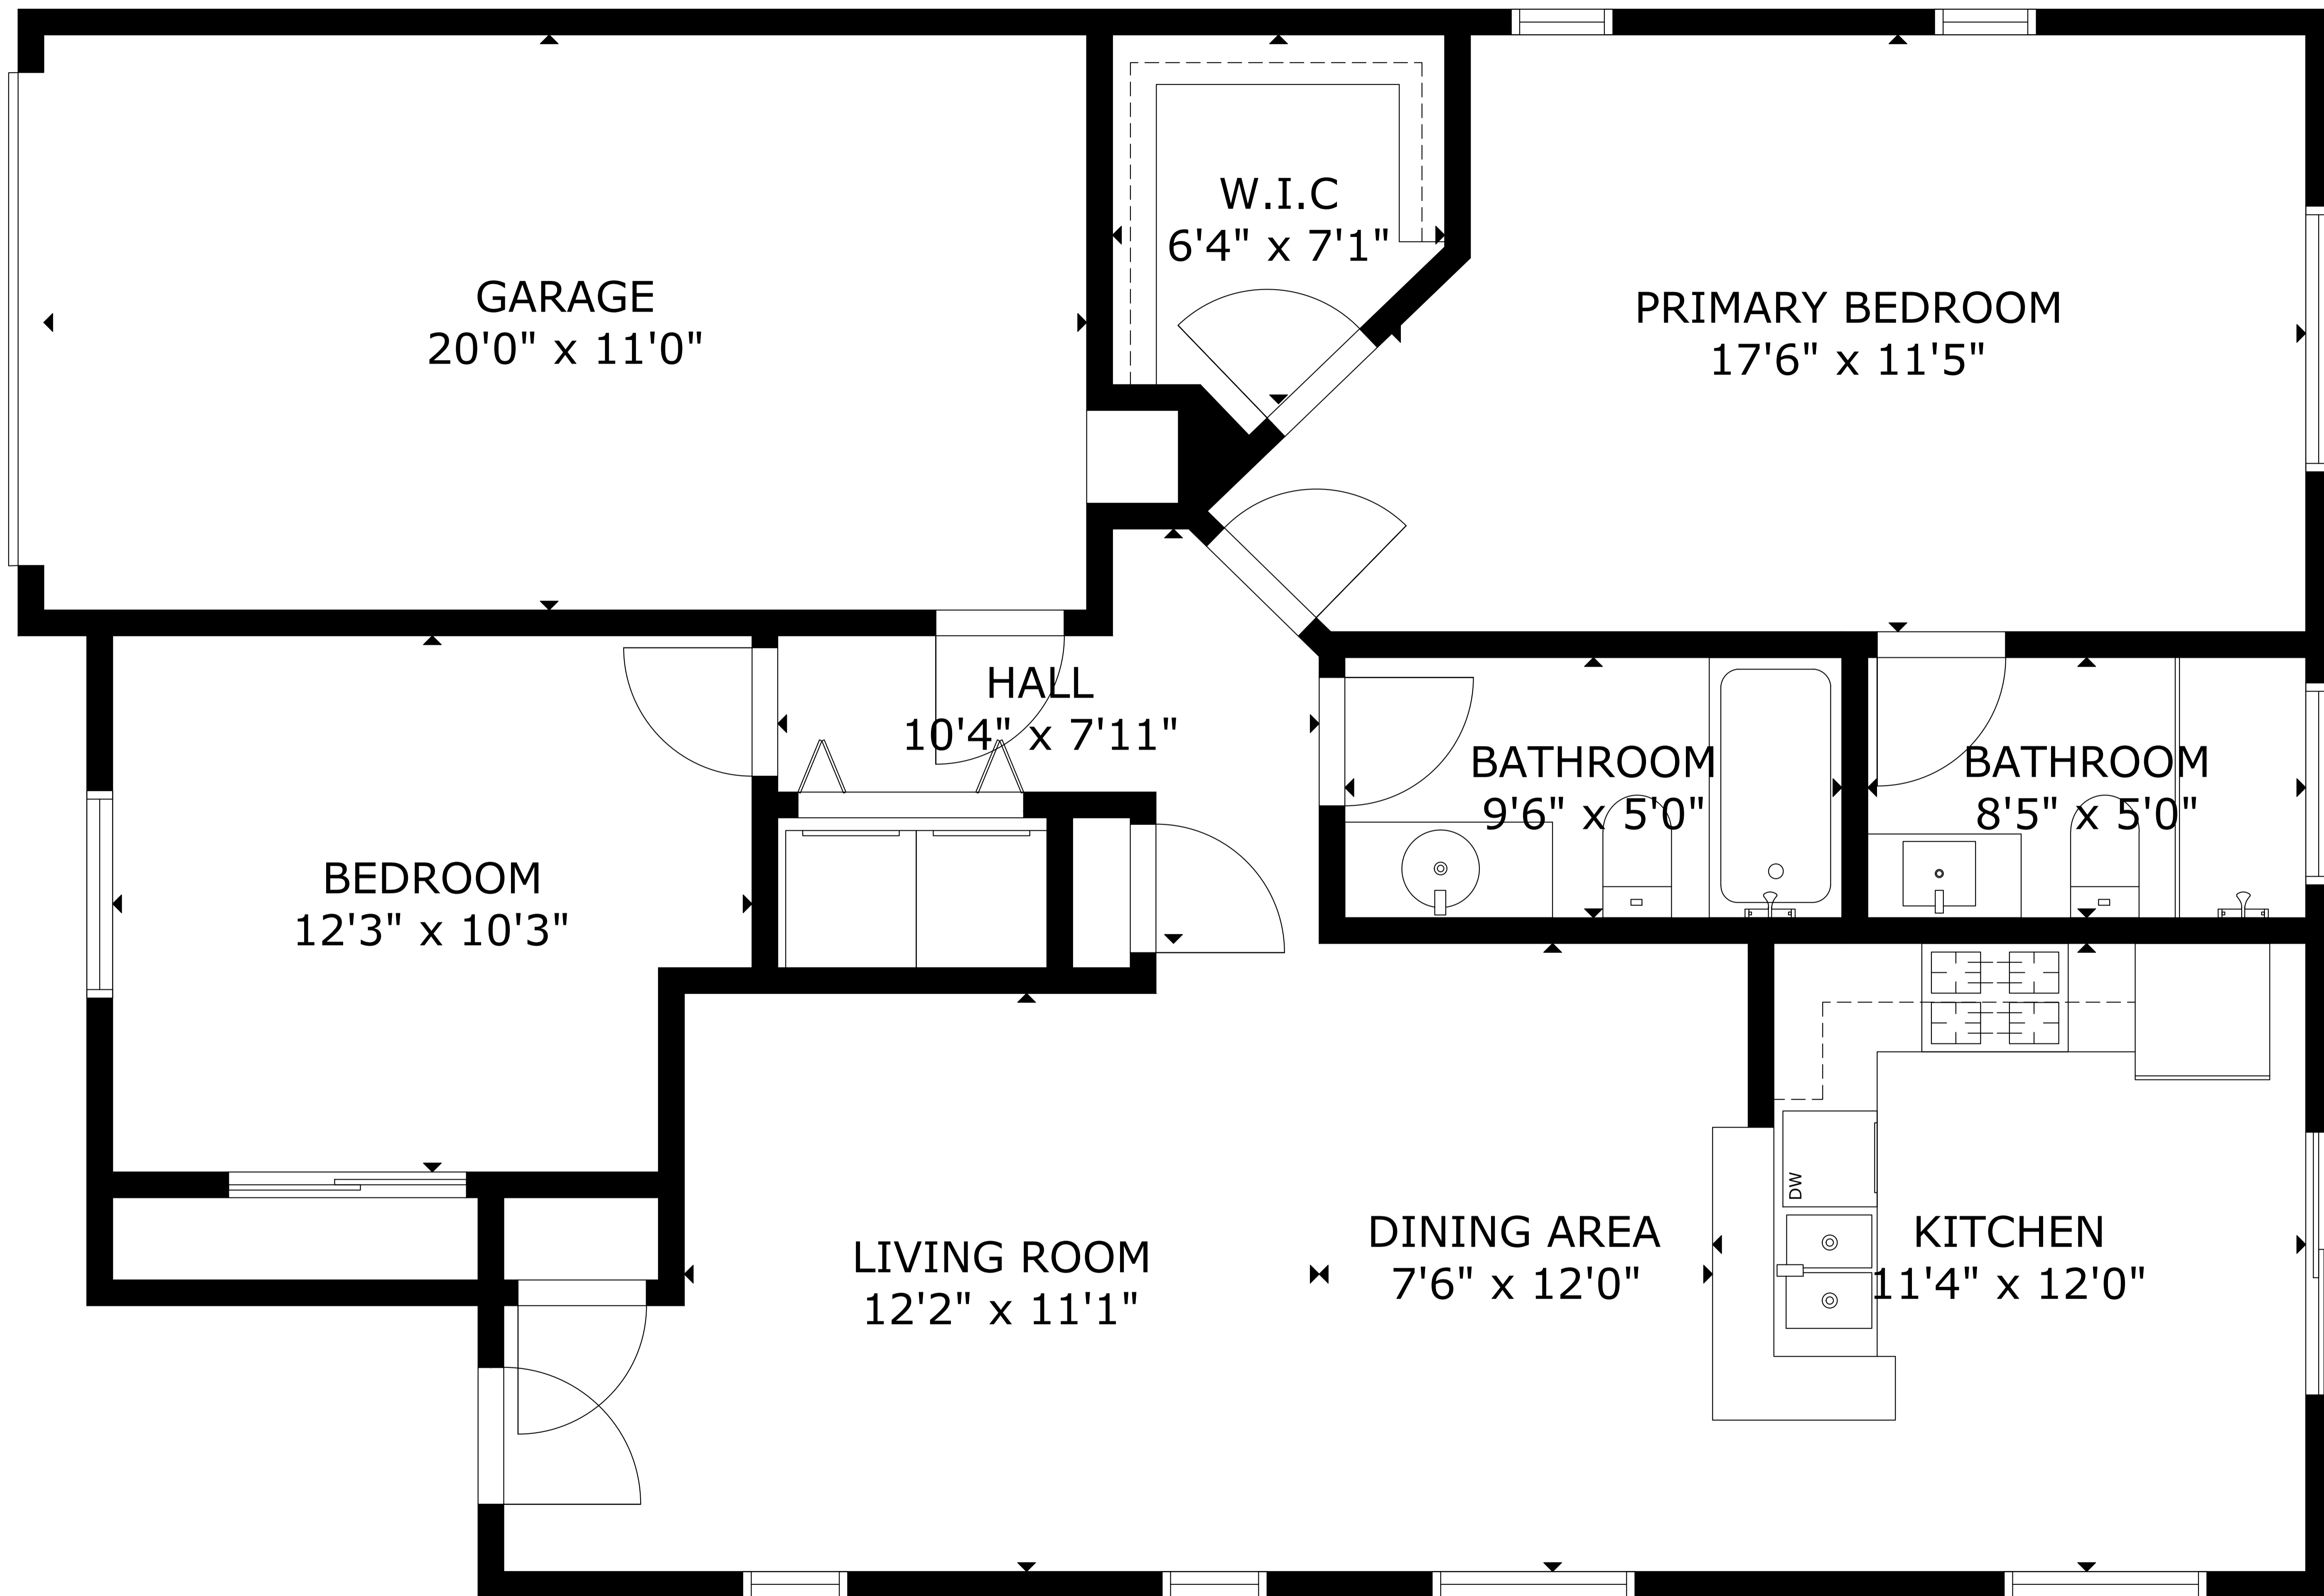 W.I.C
6'4" x 7'1"
GARAGE
20'0" x 11'0"
PRIMARY BEDROOM
17'6" x 11'5"
HALL
10'4" x 7'11"
BATHROOM
9'6" x 5'0"
BATHROOM
8'5" x 5'0"
BEDROOM
12'3" x 10'3"
DW
LIVING ROOM
12'2" x 11'1"
DINING AREA
7'6" x 12'0"
KITCHEN
11'4" x 12'0"